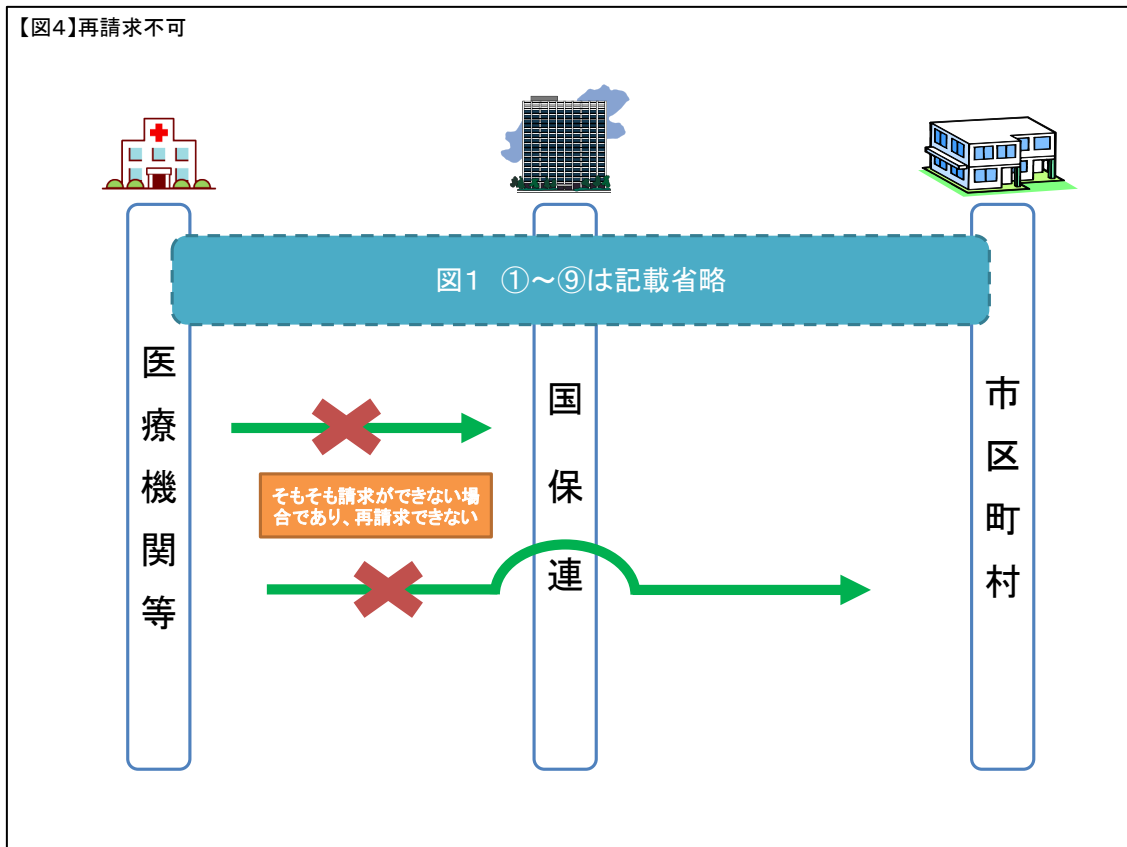 【図4】再請求不可
図1 ①～⑨は記載省略
医療機関等
国保連
市区町村
そもそも請求ができない場
合であり、再請求できない